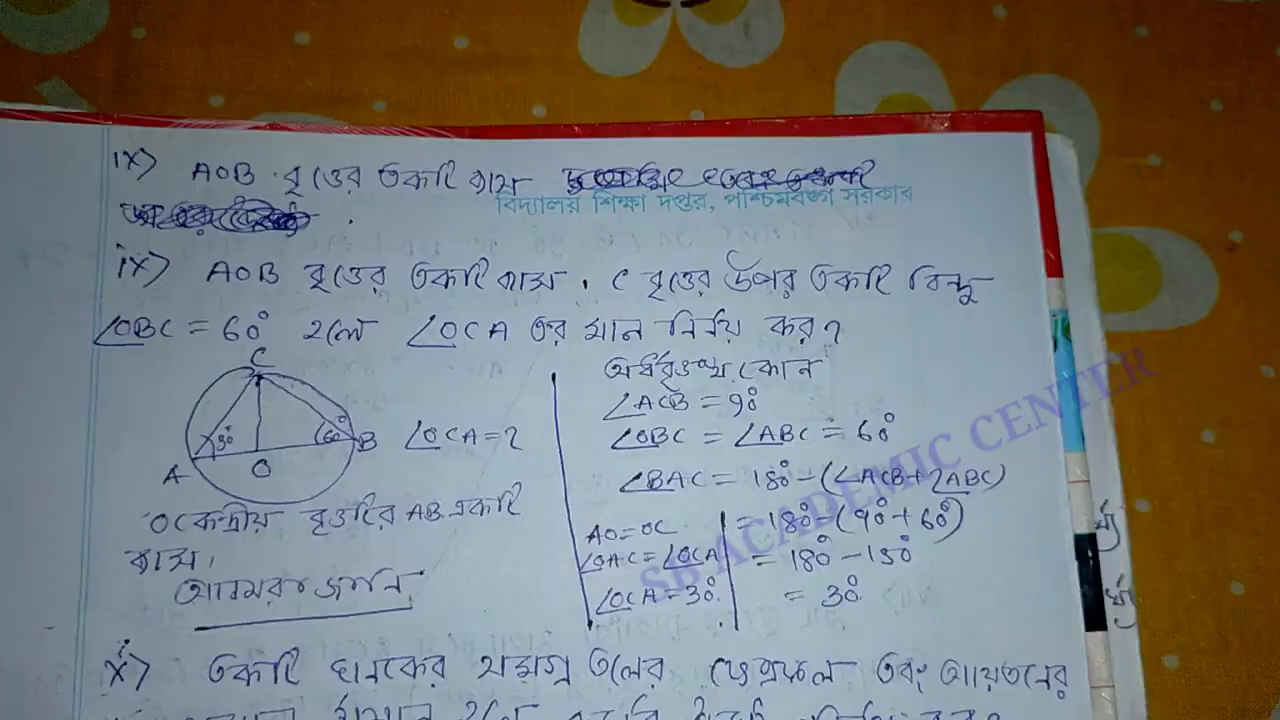 ix> AOB বৃত্তের একটি ব্যাস
বিদ্যালয় শিক্ষা দপ্তর, পশ্চিমবঙ্গ সরকার
ix> AOB বৃত্তের একটি ব্যাস । C বৃত্তের উপর একটি বিন্দু
∠OBC = 60° হলে ∠OCA এর মান নির্নয় কর?
C
30°
60°
A
O
B
∠OCA = ?
O কেন্দ্রীয় বৃত্তটির AB একটি
ব্যাস।
আমরা জানি,
অর্ধবৃত্তস্থ কোন
∠ACB = 90°
∠OBC = ∠ABC = 60°
∠BAC = 180° - (∠ACB + ∠ABC)
= 180° - (90° + 60°)
= 180° - 150°
= 30°
AO = OC
∠OAC = ∠OCA
∠OCA = 30°.
SB ACADEMIC CENTER
x> একটি ঘনকের সমগ্র তলের ক্ষেত্রফল এবং আয়তনের